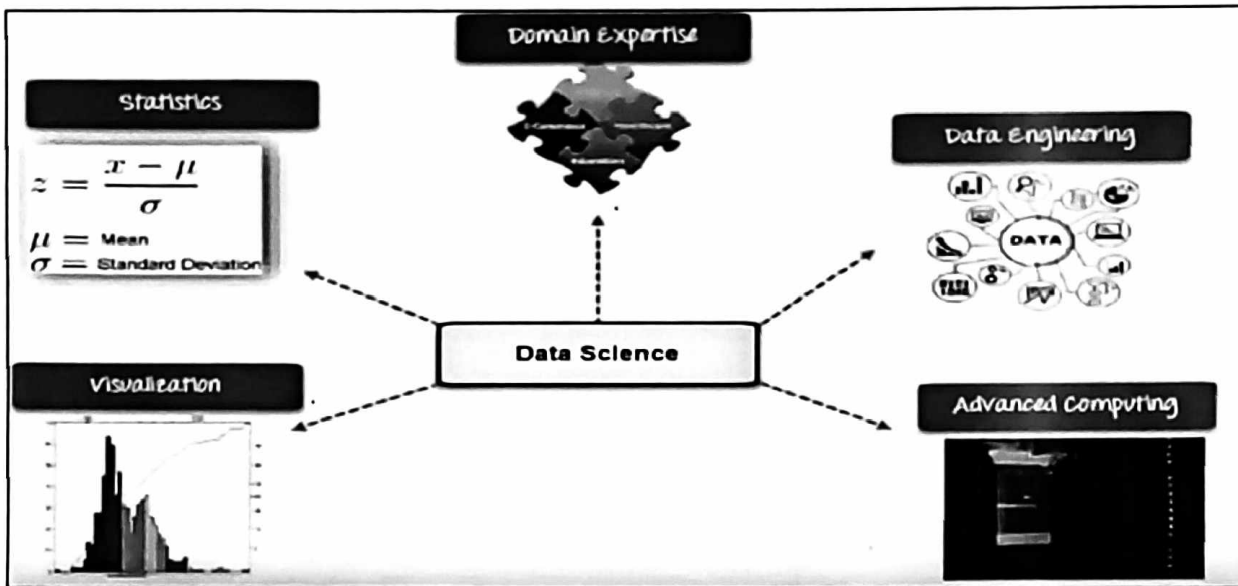 Domain Expertise
Statistics
z = x − μ / σ
μ = Mean
σ = Standard Deviation
Data Engineering
DATA
Data Science
Visualization
Advanced Computing